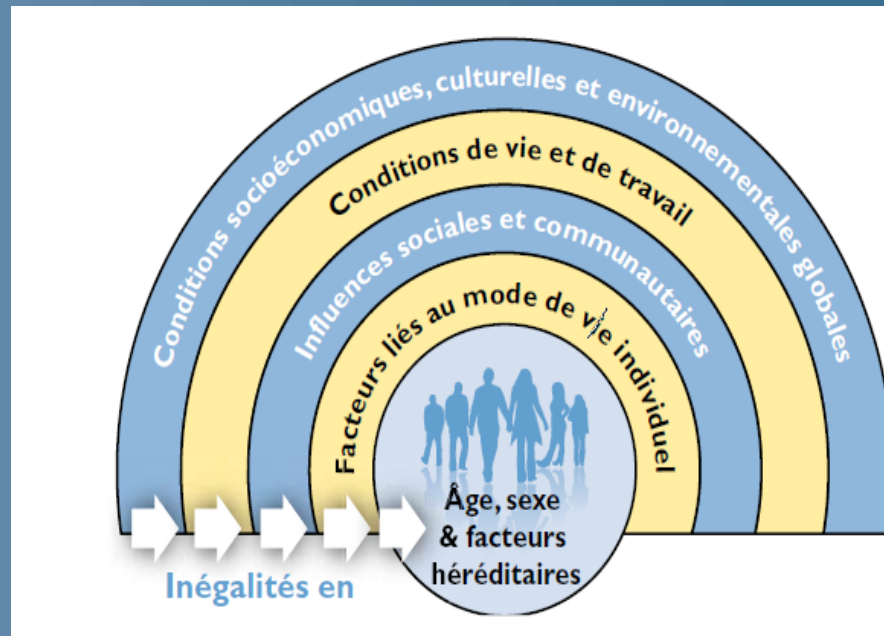 Conditions socioéconomiques, culturelles et environnementales globales
Conditions de vie et de travail
Influences sociales et communautaires
Facteurs liés au mode de vie individuel
Âge, sexe
& facteurs
héréditaires
Inégalités en